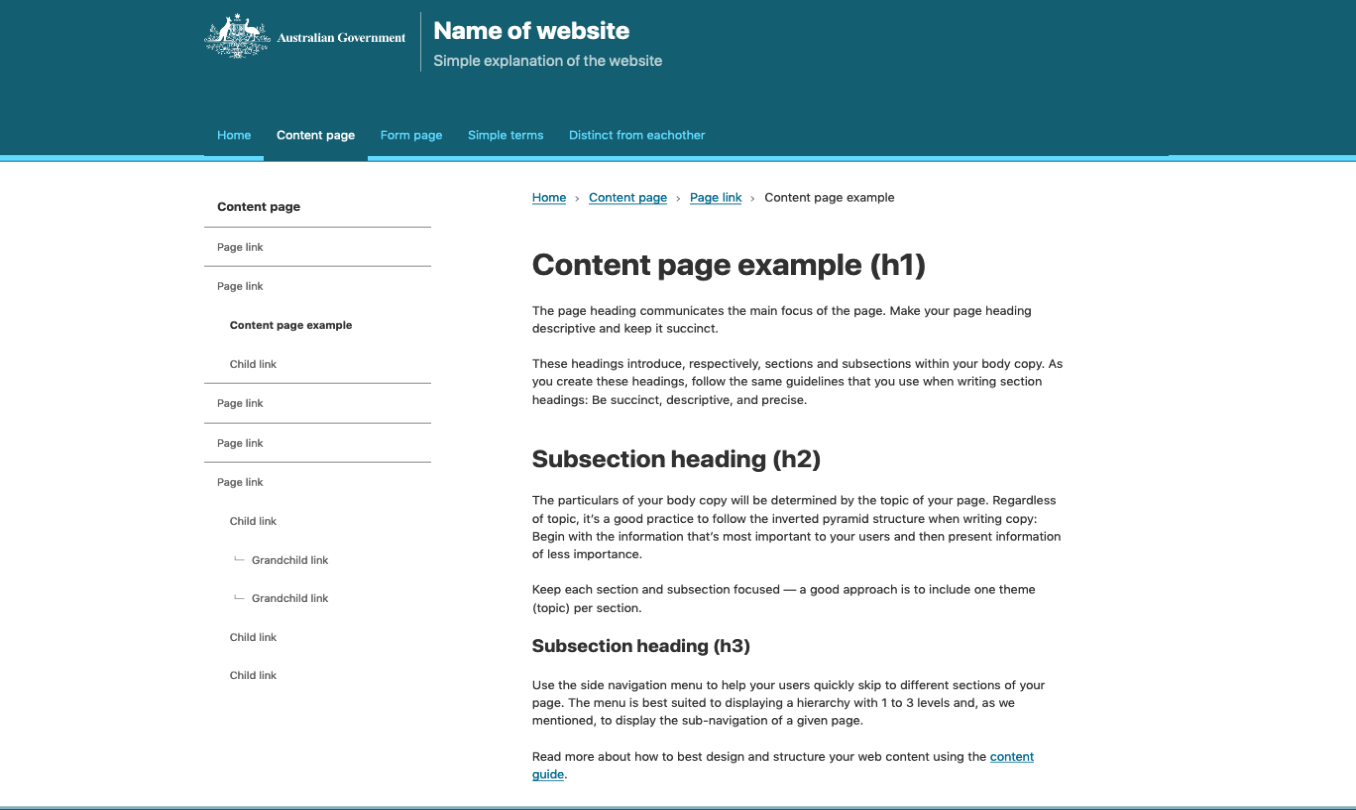 Australian Government
Name of website
Simple explanation of the website
Home
Content page
Form page
Simple terms
Distinct from eachother
Content page
Page link
Page link
Content page example
Child link
Page link
Page link
Page link
Child link
Grandchild link
Grandchild link
Child link
Child link
Home › Content page › Page link › Content page example
Content page example (h1)
The page heading communicates the main focus of the page. Make your page heading
descriptive and keep it succinct.
These headings introduce, respectively, sections and subsections within your body copy. As
you create these headings, follow the same guidelines that you use when writing section
headings: Be succinct, descriptive, and precise.
Subsection heading (h2)
The particulars of your body copy will be determined by the topic of your page. Regardless
of topic, it's a good practice to follow the inverted pyramid structure when writing copy:
Begin with the information that's most important to your users and then present information
of less importance.
Keep each section and subsection focused — a good approach is to include one theme
(topic) per section.
Subsection heading (h3)
Use the side navigation menu to help your users quickly skip to different sections of your
page. The menu is best suited to displaying a hierarchy with 1 to 3 levels and, as we
mentioned, to display the sub-navigation of a given page.
Read more about how to best design and structure your web content using the content
guide.